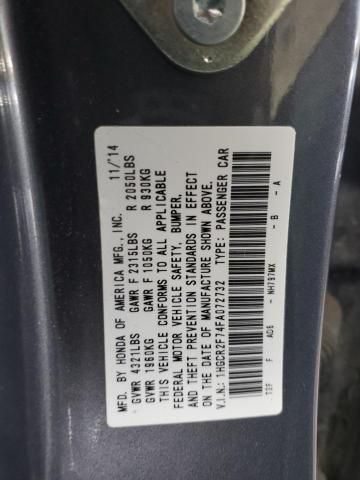 MFD. BY HONDA OF AMERICA MFG., INC. 11/'14
GVWR 4321LBS GAWR F 2315LBS R 2050LBS
GVWR 1960KG GAWR F 1050KG R 930KG
THIS VEHICLE CONFORMS TO ALL APPLICABLE
FEDERAL MOTOR VEHICLE SAFETY, BUMPER,
AND THEFT PREVENTION STANDARDS IN EFFECT
ON THE DATE OF MANUFACTURE SHOWN ABOVE.
V.I.N.: 1HGCR2F74FA072732 TYPE: PASSENGER CAR
T2F F AD6 - NH797MX - B - A